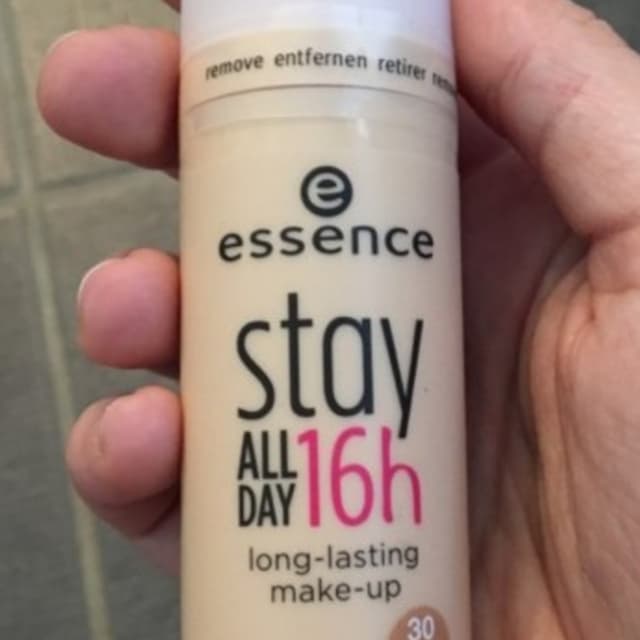 remove entfernen retirer
e
essence
stay
ALL
DAY 16h
long-lasting
make-up
30